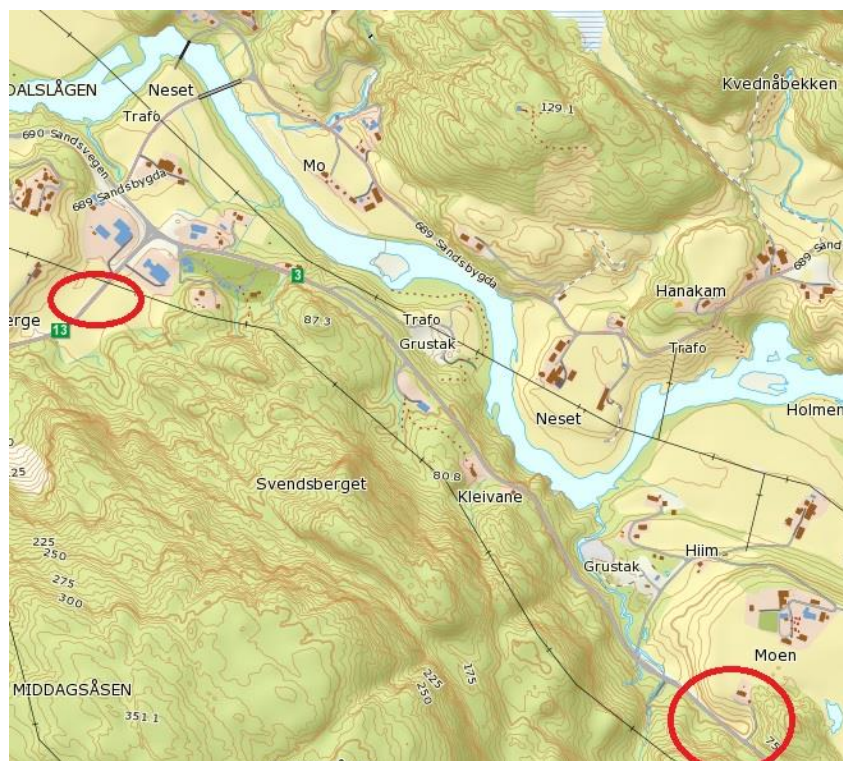 DALSLÅGEN
Neset
Trafo
690 Sandsvegen
689 Sandsbygda
Mo
129.1
Kvednåbekken
689 Sandsbygda
689 Sand
Hanakam
3
erge
13
87.3
Trafo
Grustak
Trafo
Neset
Holmen
Svendsberget
80.8
Kleivane
225
250
275
300
Grustak
Hiim
Moen
MIDDAGSÅSEN
351.1
175
225
250
75